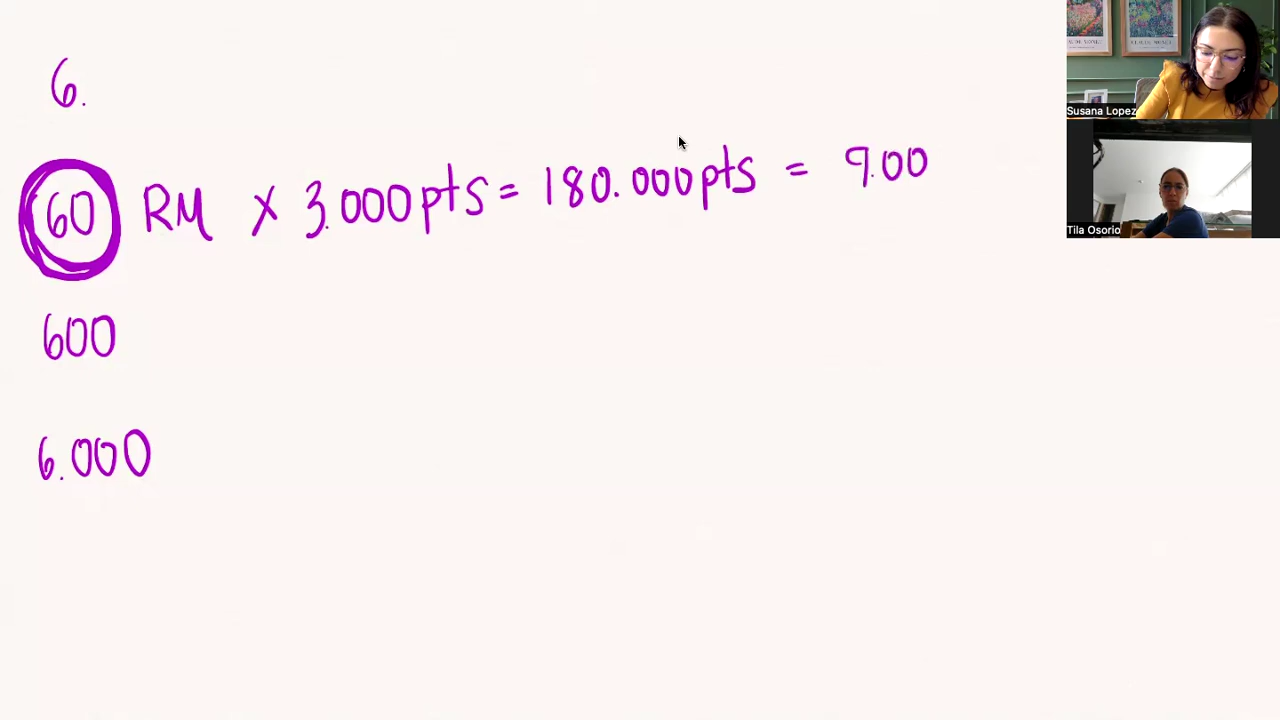 6.
60 RM X 3.000 pts = 180.000 pts = 9.00
600
6.000
Susana Lopez
Tila Osorio